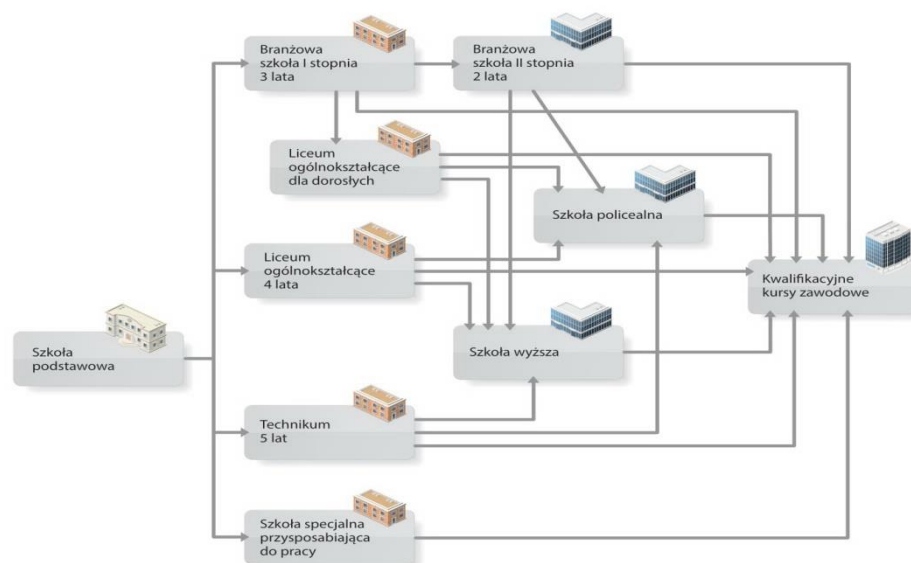 Branżowa
szkoła I stopnia
3 lata
Branżowa
szkoła II stopnia
2 lata
Liceum
ogólnokształcące
dla dorosłych
Szkoła policealna
Liceum
ogólnokształcące
4 lata
Kwalifikacyjne
kursy zawodowe
Szkoła
podstawowa
Szkoła wyższa
Technikum
5 lat
Szkoła specjalna
przysposabiająca
do pracy